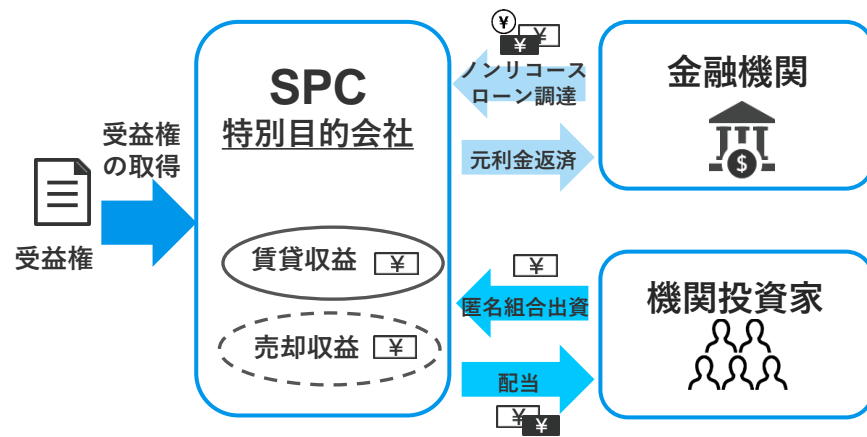 受益権
受益権
の取得
SPC
特別目的会社
賃貸収益 ¥
売却収益 ¥
¥
¥
ノンリコース
ローン調達
元利金返済
金融機関
$
¥
匿名組合出資
配当
¥
¥
機関投資家